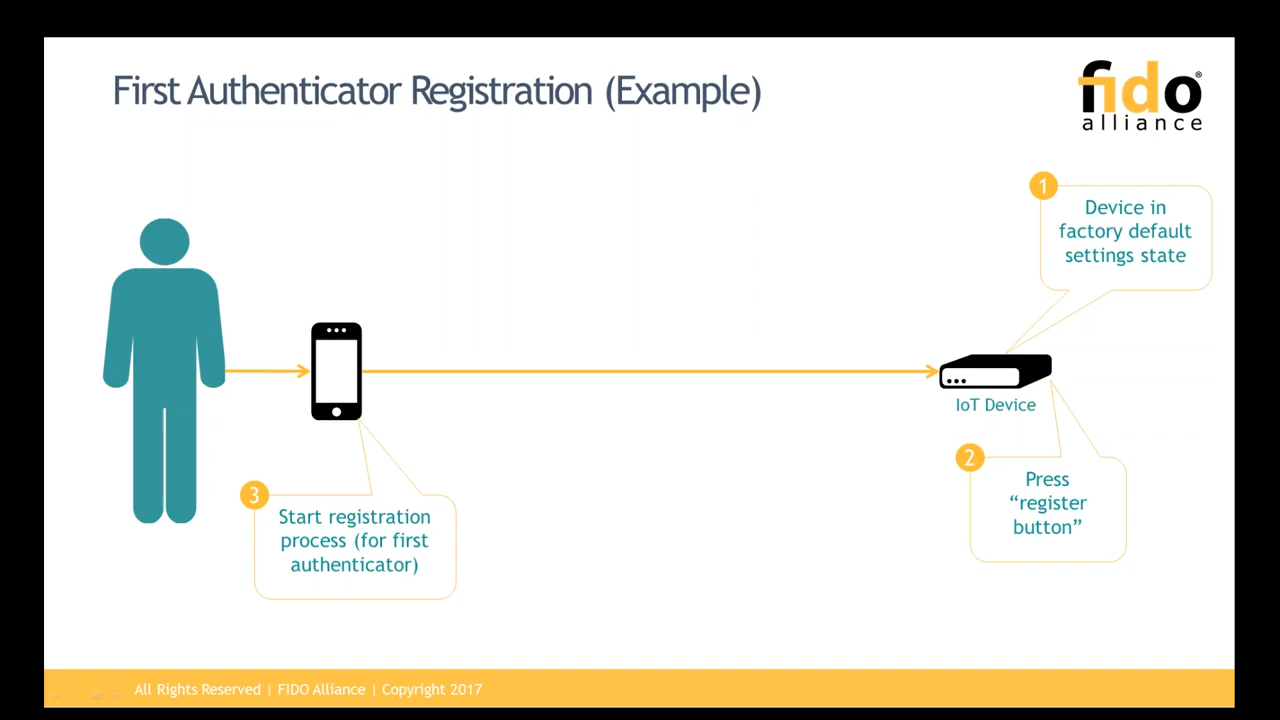 First Authenticator Registration (Example)
fido®
alliance
1
Device in
factory default
settings state
IoT Device
2
Press
“register
button”
3
Start registration
process (for first
authenticator)
All Rights Reserved | FIDO Alliance | Copyright 2017